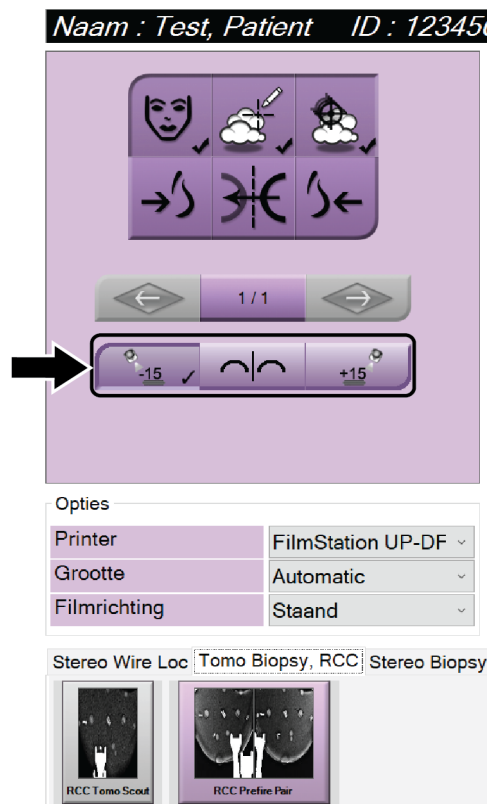 Naam : Test, Patient ID : 123456
1 / 1
-15 +15
Opties
Printer FilmStation UP-DF
Grootte Automatic
Filmrichting Staand
Stereo Wire Loc Tomo Biopsy, RCC Stereo Biopsy
RCC Tomo Scout RCC Prefire Pair